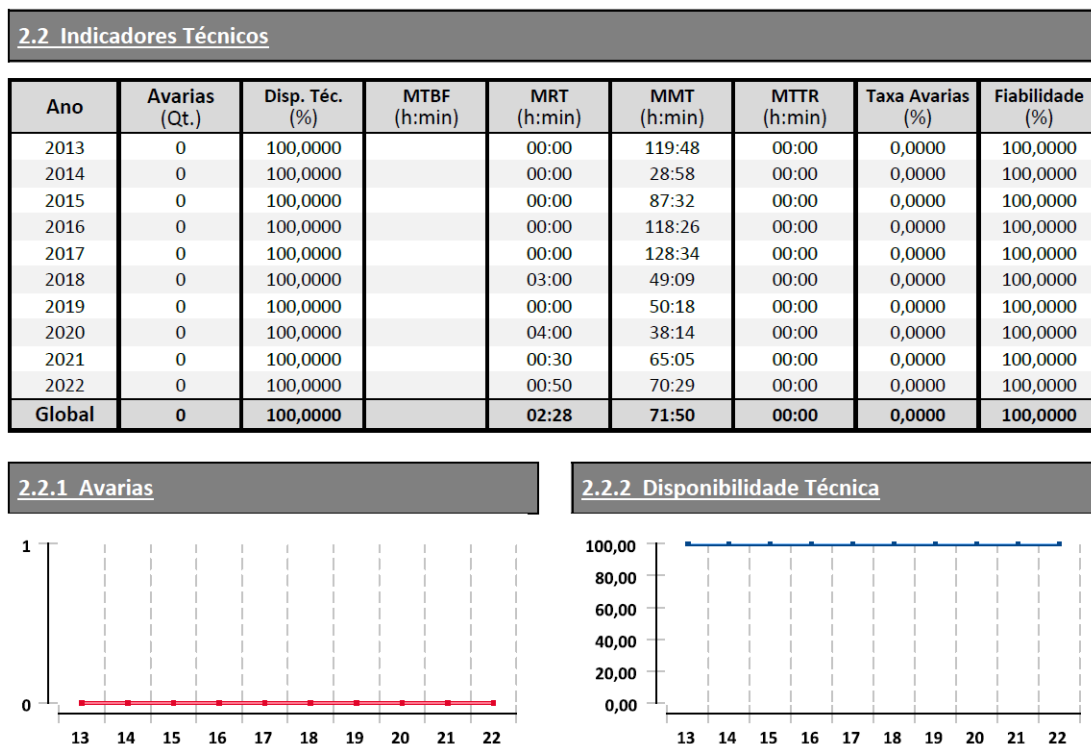 2.2 Indicadores Técnicos
Ano Avarias (Qt.) Disp. Téc. (%) MTBF (h:min) MRT (h:min) MMT (h:min) MTTR (h:min) Taxa Avarias (%) Fiabilidade (%)
2013 0 100,0000 00:00 119:48 00:00 0,0000 100,0000
2014 0 100,0000 00:00 28:58 00:00 0,0000 100,0000
2015 0 100,0000 00:00 87:32 00:00 0,0000 100,0000
2016 0 100,0000 00:00 118:26 00:00 0,0000 100,0000
2017 0 100,0000 00:00 128:34 00:00 0,0000 100,0000
2018 0 100,0000 03:00 49:09 00:00 0,0000 100,0000
2019 0 100,0000 00:00 50:18 00:00 0,0000 100,0000
2020 0 100,0000 04:00 38:14 00:00 0,0000 100,0000
2021 0 100,0000 00:30 65:05 00:00 0,0000 100,0000
2022 0 100,0000 00:50 70:29 00:00 0,0000 100,0000
Global 0 100,0000 02:28 71:50 00:00 0,0000 100,0000
2.2.1 Avarias
1
0
13 14 15 16 17 18 19 20 21 22
2.2.2 Disponibilidade Técnica
100,00
80,00
60,00
40,00
20,00
0,00
13 14 15 16 17 18 19 20 21 22